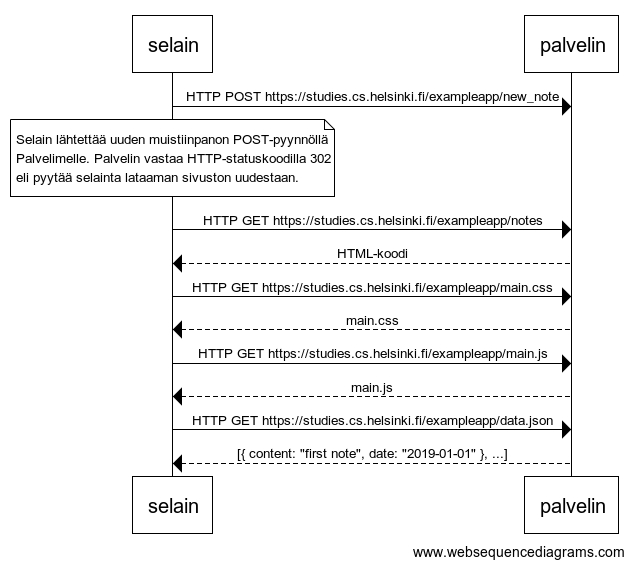 selain
palvelin
HTTP POST https://studies.cs.helsinki.fi/exampleapp/new_note
Selain lähtettää uuden muistiinpanon POST-pyynnöllä
Palvelimelle. Palvelin vastaa HTTP-statuskoodilla 302
eli pyytää selainta lataaman sivuston uudestaan.
HTTP GET https://studies.cs.helsinki.fi/exampleapp/notes
HTML-koodi
HTTP GET https://studies.cs.helsinki.fi/exampleapp/main.css
main.css
HTTP GET https://studies.cs.helsinki.fi/exampleapp/main.js
main.js
HTTP GET https://studies.cs.helsinki.fi/exampleapp/data.json
[{ content: "first note", date: "2019-01-01" }, ...]
selain
palvelin
www.websequencediagrams.com